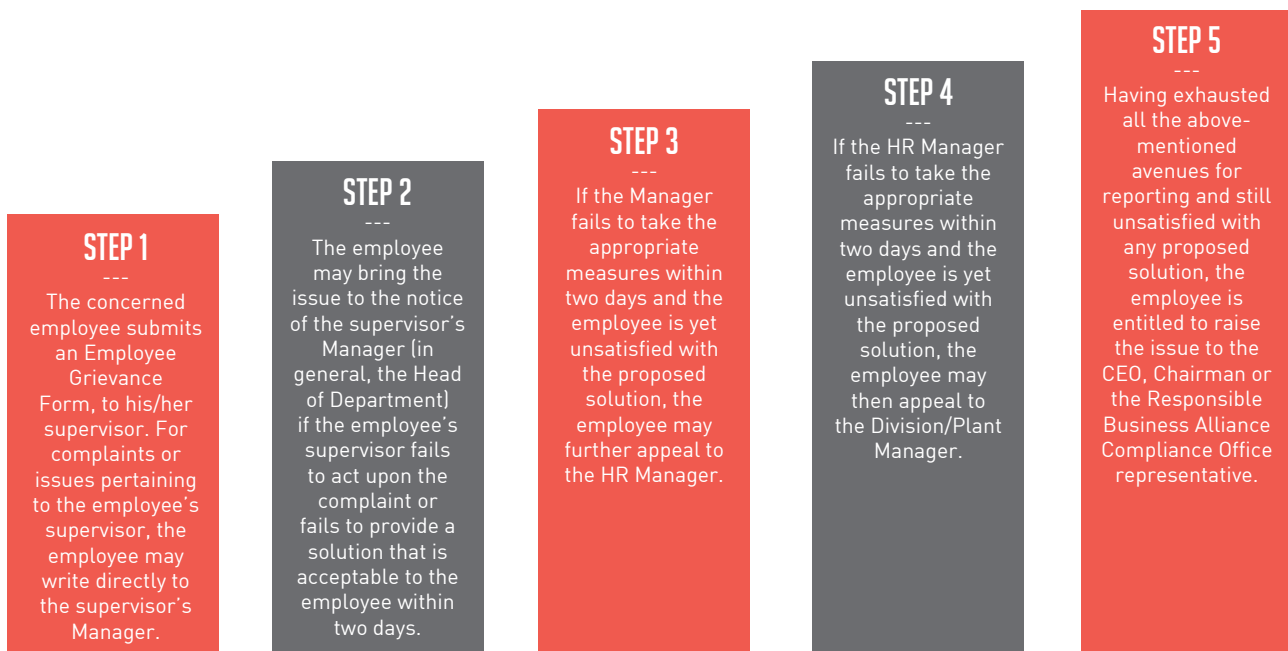 STEP 1
---
The concerned
employee submits
an Employee
Grievance
Form, to his/her
supervisor. For
complaints or
issues pertaining
to the employee's
supervisor, the
employee may
write directly to
the supervisor's
Manager.
STEP 2
---
The employee
may bring the
issue to the notice
of the supervisor's
Manager (in
general, the Head
of Department)
if the employee's
supervisor fails
to act upon the
complaint or
fails to provide a
solution that is
acceptable to the
employee within
two days.
STEP 3
---
If the Manager
fails to take the
appropriate
measures within
two days and the
employee is yet
unsatisfied with
the proposed
solution, the
employee may
further appeal to
the HR Manager.
STEP 4
---
If the HR Manager
fails to take the
appropriate
measures within
two days and the
employee is yet
unsatisfied with
the proposed
solution, the
employee may
then appeal to
the Division/Plant
Manager.
STEP 5
---
Having exhausted
all the above-
mentioned
avenues for
reporting and still
unsatisfied with
any proposed
solution, the
employee is
entitled to raise
the issue to the
CEO, Chairman or
the Responsible
Business Alliance
Compliance Office
representative.